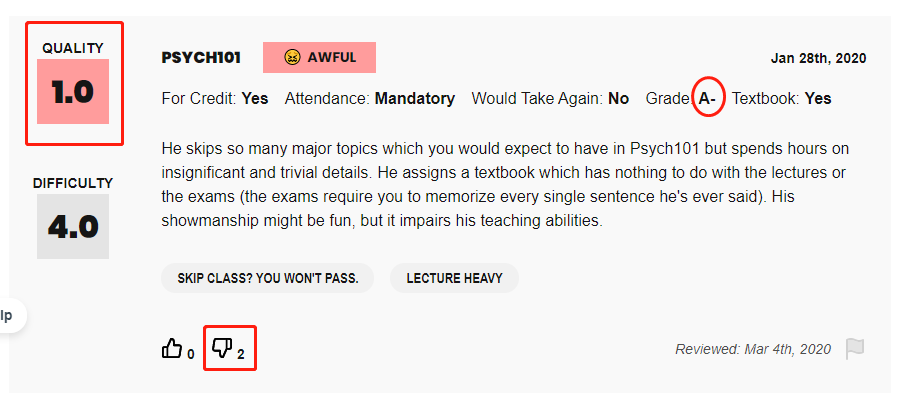 QUALITY
1.0
PSYCH101
AWFUL
Jan 28th, 2020
For Credit: Yes Attendance: Mandatory Would Take Again: No Grade: A- Textbook: Yes
He skips so many major topics which you would expect to have in Psych101 but spends hours on
insignificant and trivial details. He assigns a textbook which has nothing to do with the lectures or
the exams (the exams require you to memorize every single sentence he's ever said). His
showmanship might be fun, but it impairs his teaching abilities.
DIFFICULTY
4.0
SKIP CLASS? YOU WON'T PASS.
LECTURE HEAVY
lp
0
2
Reviewed: Mar 4th, 2020